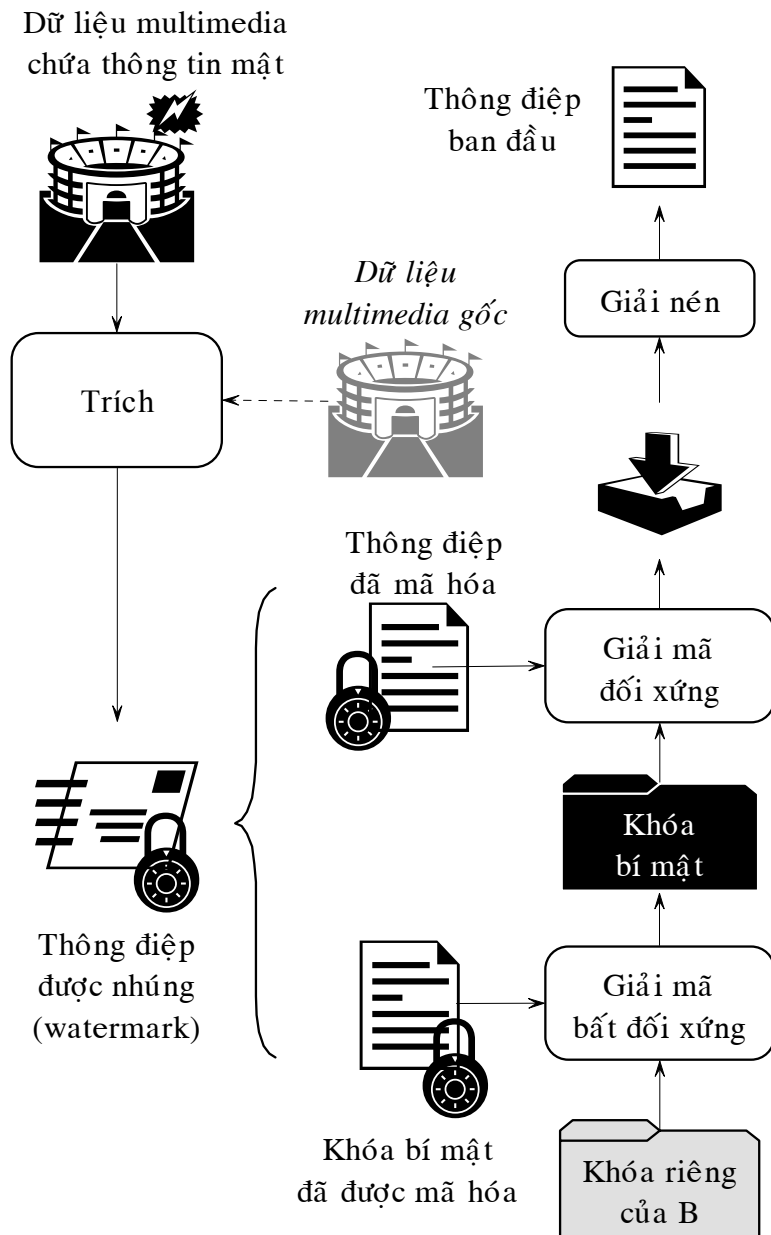 Dữ liệu multimedia
chứa thông tin mật
Thông điệp
ban đầu
Dữ liệu
multimedia gốc
Giải nén
Trích
Thông điệp
đã mã hóa
Giải mã
đối xứng
Khóa
bí mật
Thông điệp
được nhúng
(watermark)
Giải mã
bất đối xứng
Khóa bí mật
đã được mã hóa
Khóa riêng
của B